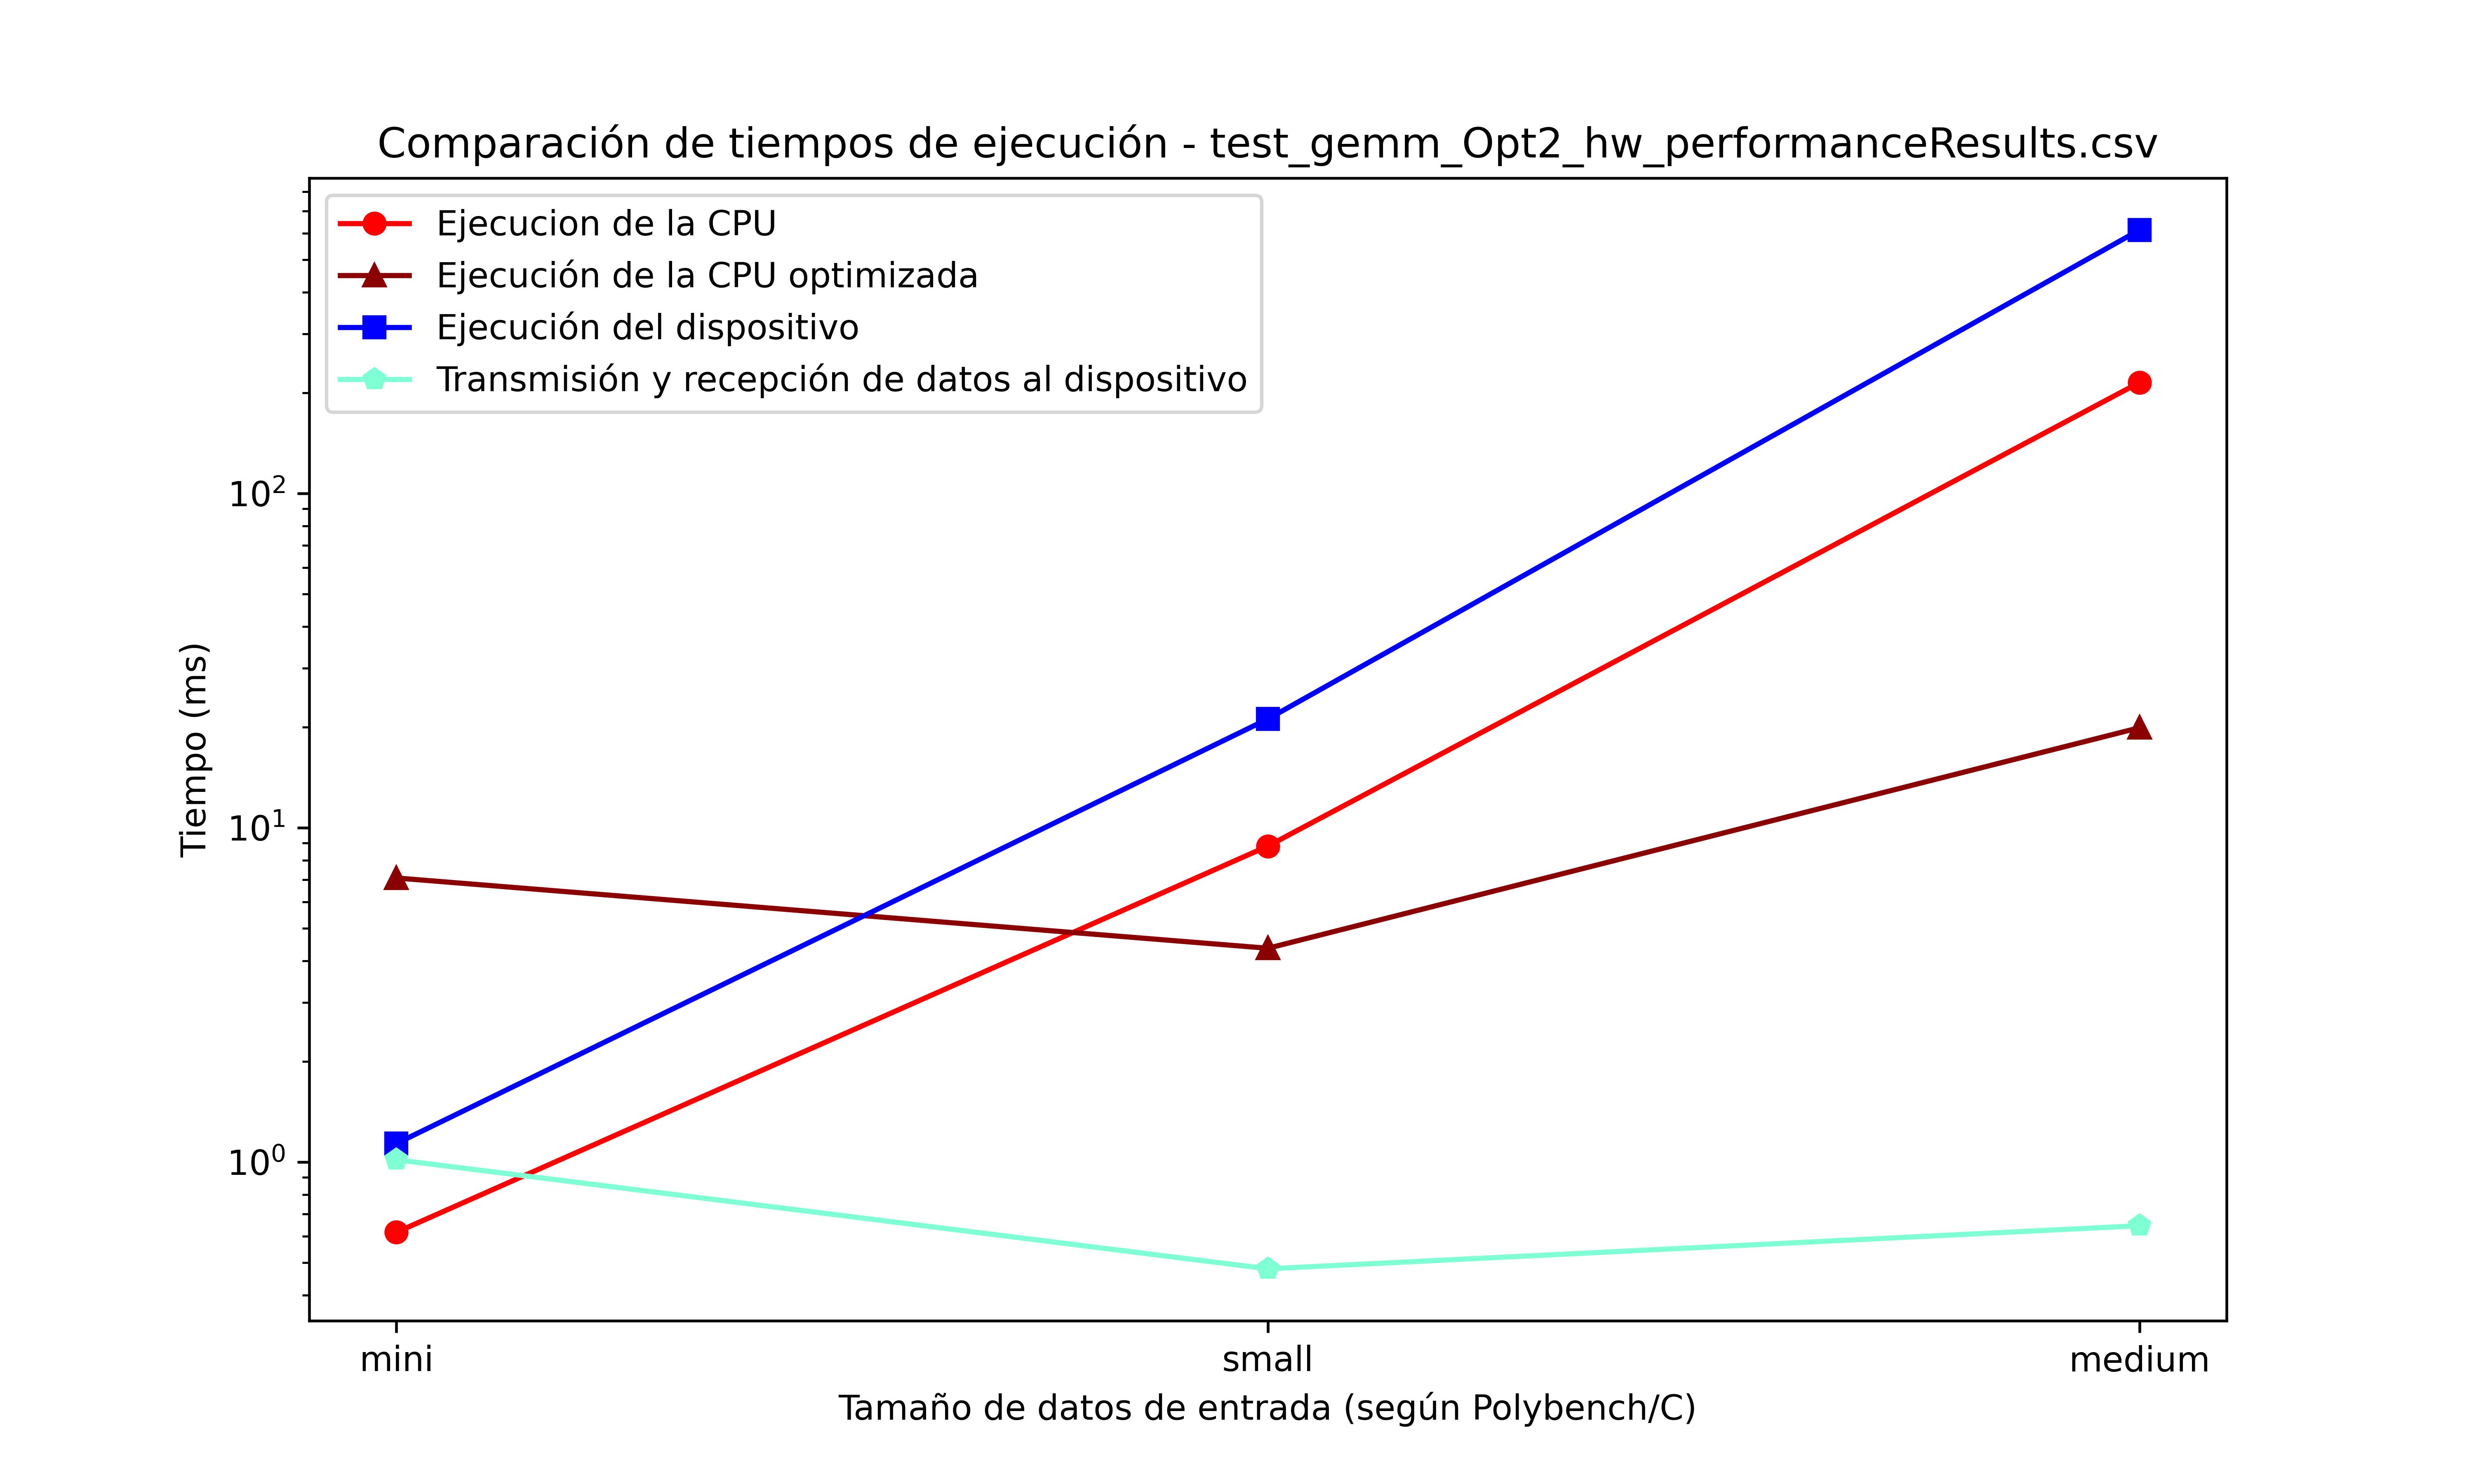 Comparación de tiempos de ejecución - test_gemm_Opt2_hw_performanceResults.csv
Ejecucion de la CPU
Ejecución de la CPU optimizada
Ejecución del dispositivo
Transmisión y recepción de datos al dispositivo
Tiempo (ms)
10²
10¹
10⁰
mini small medium
Tamaño de datos de entrada (según Polybench/C)